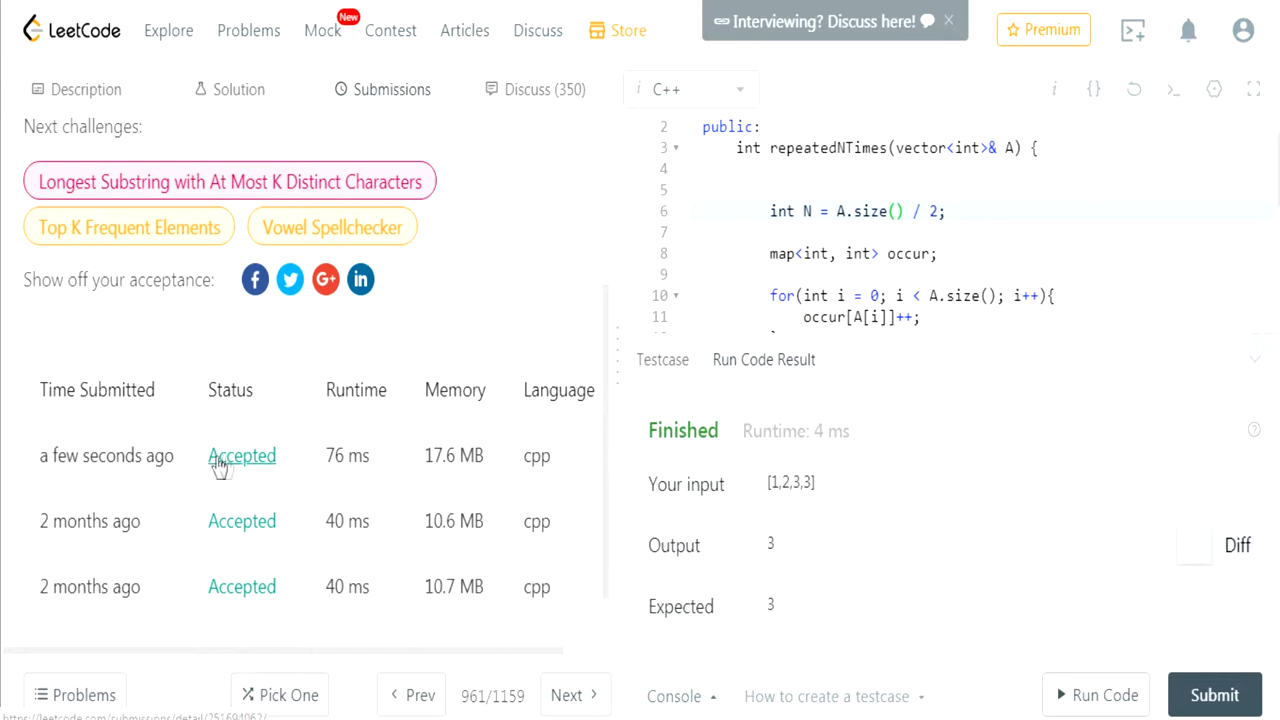 LeetCode Explore Problems Mock New Contest Articles Discuss Store Interviewing? Discuss here! Premium
Description Solution Submissions Discuss (350)
Next challenges:
Longest Substring with At Most K Distinct Characters
Top K Frequent Elements Vowel Spellchecker
Show off your acceptance: f G+ in
Time Submitted Status Runtime Memory Language
a few seconds ago Accepted 76 ms 17.6 MB cpp
2 months ago Accepted 40 ms 10.6 MB cpp
2 months ago Accepted 40 ms 10.7 MB cpp
Problems Pick One < Prev 961/1159 Next >
https://leetcode.com/submissions/detail/251694062/
i C++ i {} >_
2 public:
3 int repeatedNTimes(vector<int>& A) {
4
5
6 int N = A.size() / 2;
7
8 map<int, int> occur;
9
10 for(int i = 0; i < A.size(); i++){
11 occur[A[i]]++;
Testcase Run Code Result
Finished Runtime: 4 ms
Your input [1,2,3,3]
Output 3 Diff
Expected 3
Console How to create a testcase Run Code Submit